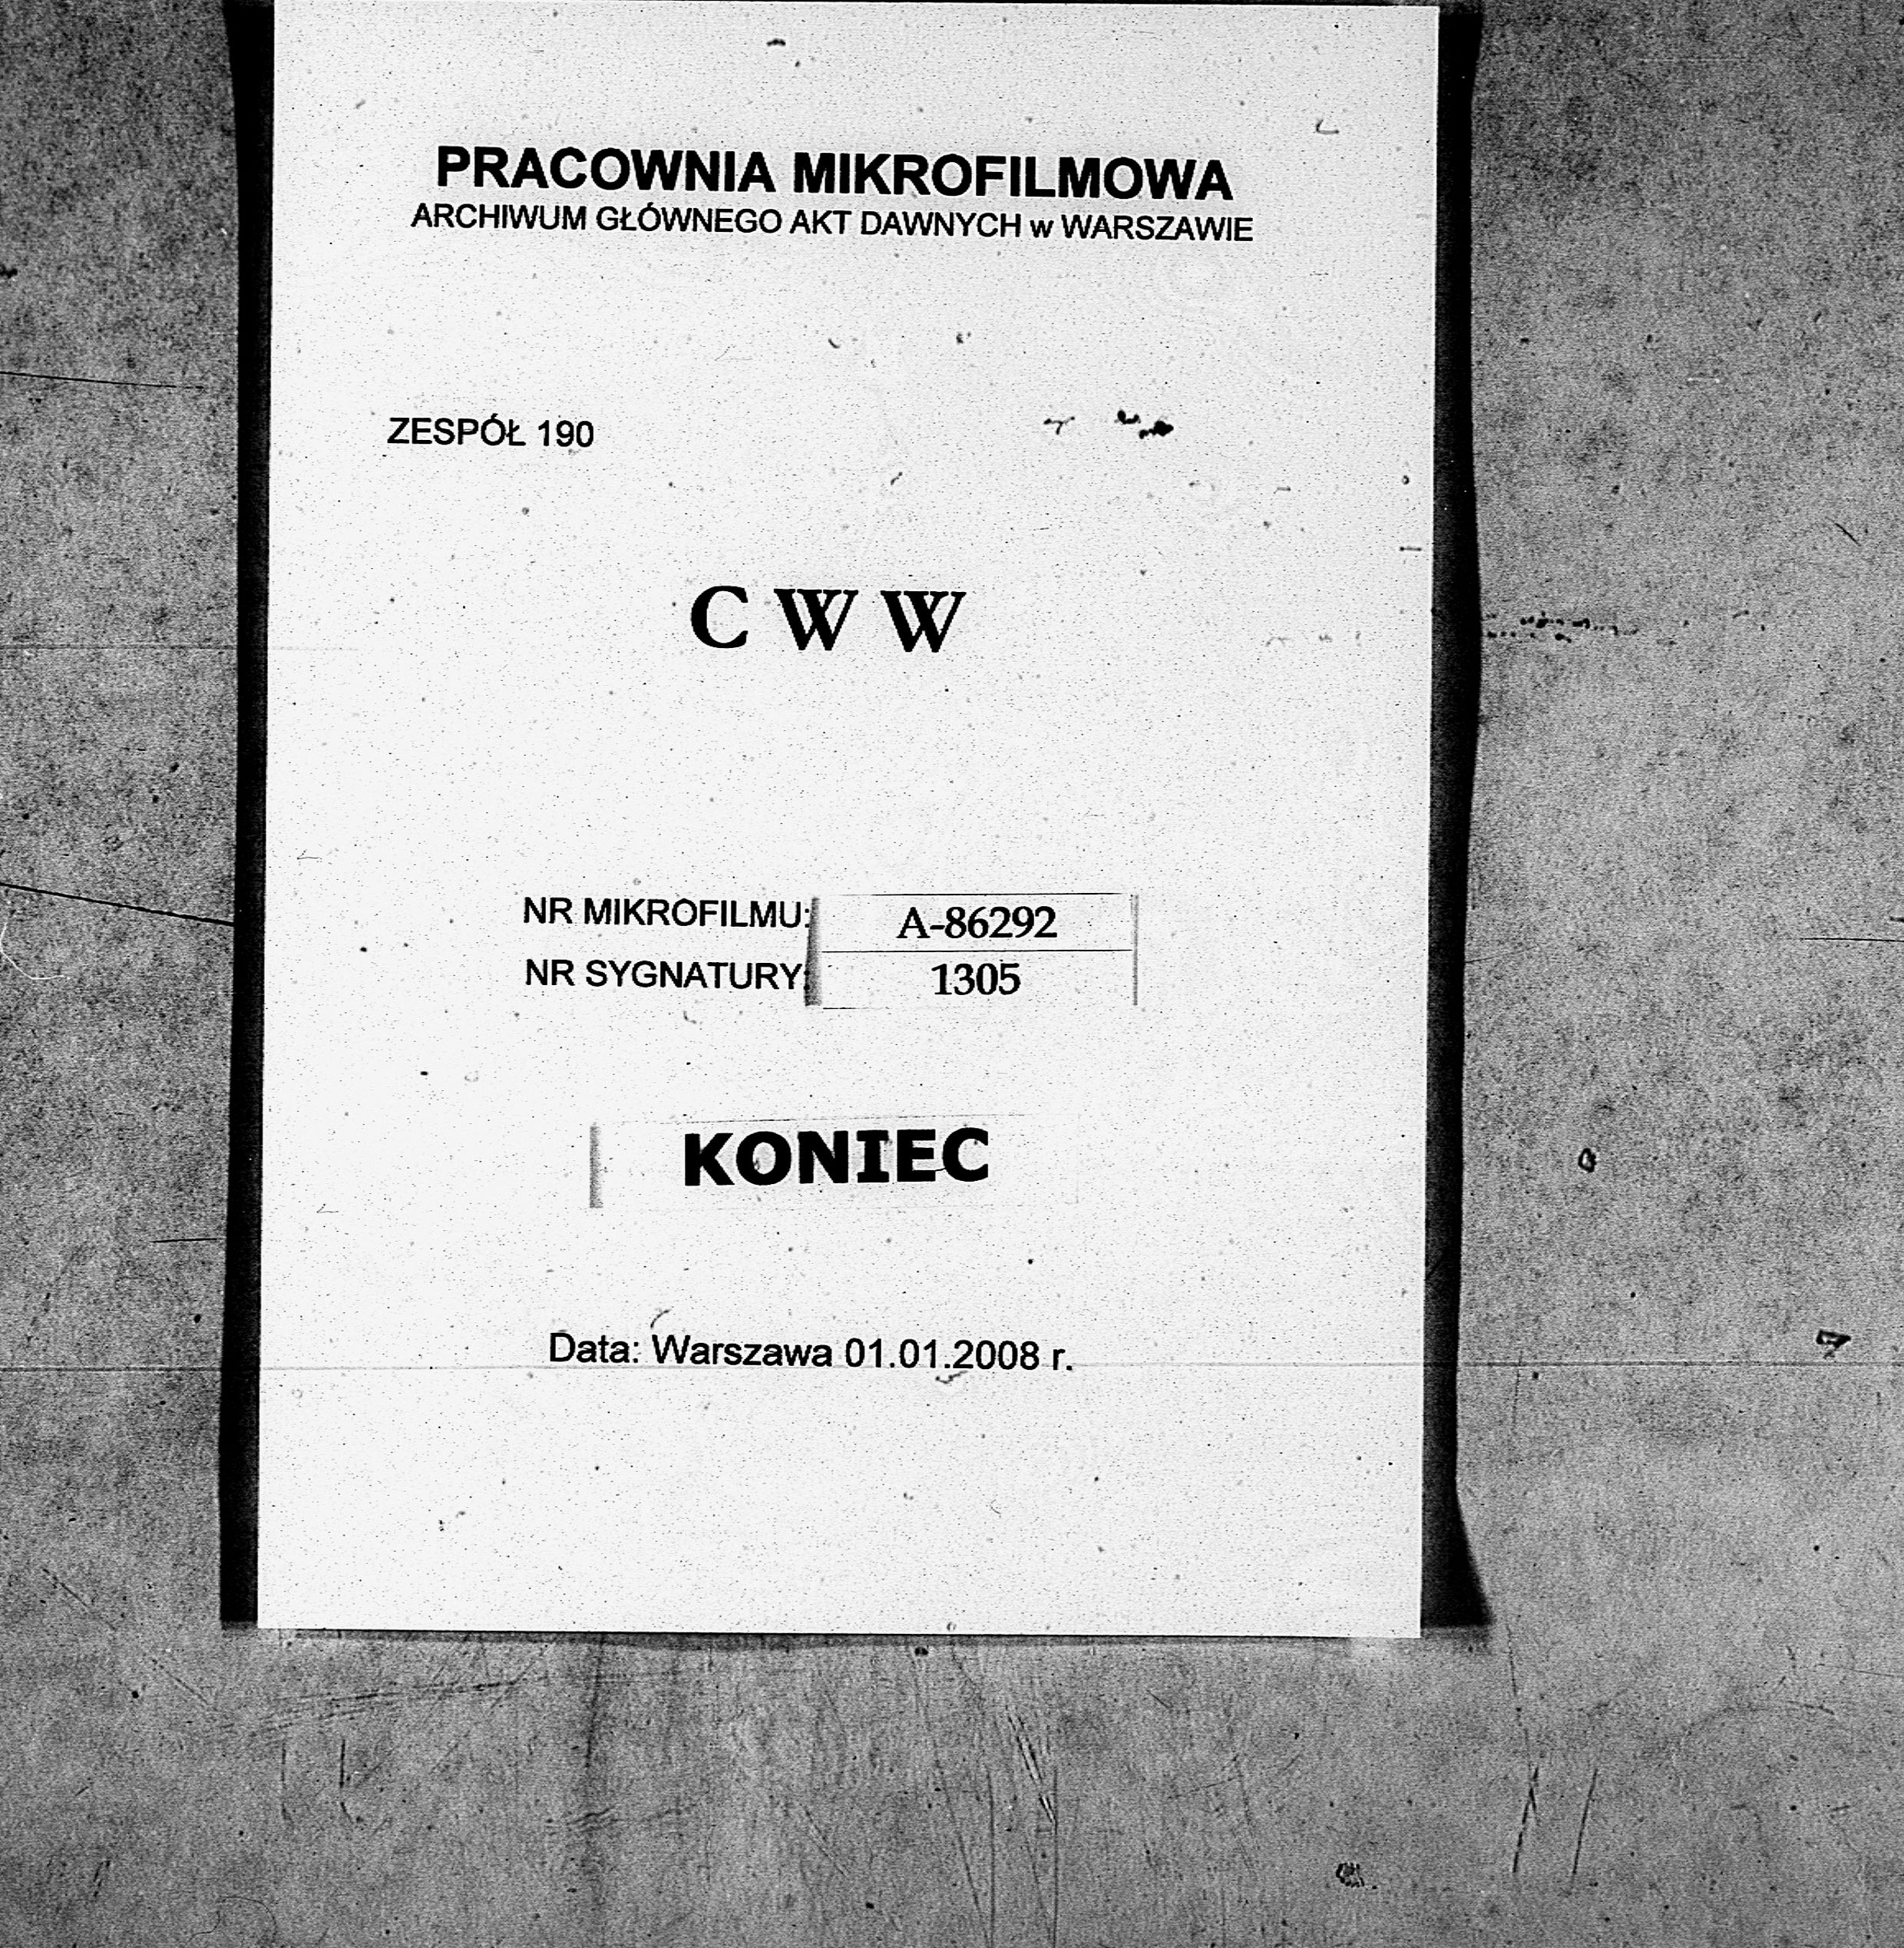 PRACOWNIA MIKROFILMOWA
ARCHIWUM GŁÓWNEGO AKT DAWNYCH w WARSZAWIE
ZESPÓŁ 190
C W W
NR MIKROFILMU: A-86292
NR SYGNATURY: 1305
KONIEC
Data: Warszawa 01.01.2008 r.